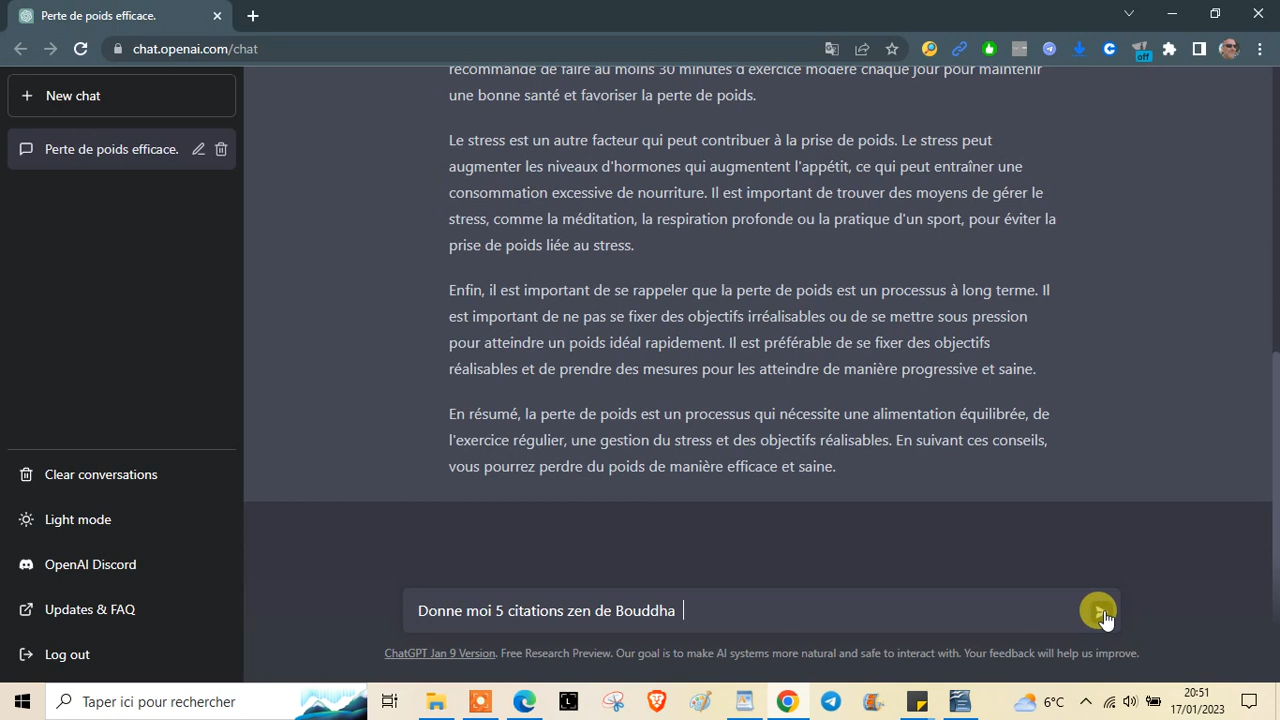 Perte de poids efficace.
chat.openai.com/chat
off
New chat
Perte de poids efficace.
recommande de faire au moins 30 minutes d'exercice modéré chaque jour pour maintenir
une bonne santé et favoriser la perte de poids.
Le stress est un autre facteur qui peut contribuer à la prise de poids. Le stress peut
augmenter les niveaux d'hormones qui augmentent l'appétit, ce qui peut entraîner une
consommation excessive de nourriture. Il est important de trouver des moyens de gérer le
stress, comme la méditation, la respiration profonde ou la pratique d'un sport, pour éviter la
prise de poids liée au stress.
Enfin, il est important de se rappeler que la perte de poids est un processus à long terme. Il
est important de ne pas se fixer des objectifs irréalisables ou de se mettre sous pression
pour atteindre un poids idéal rapidement. Il est préférable de se fixer des objectifs
réalisables et de prendre des mesures pour les atteindre de manière progressive et saine.
En résumé, la perte de poids est un processus qui nécessite une alimentation équilibrée, de
l'exercice régulier, une gestion du stress et des objectifs réalisables. En suivant ces conseils,
vous pourrez perdre du poids de manière efficace et saine.
Clear conversations
Light mode
OpenAI Discord
Updates & FAQ
Log out
Donne moi 5 citations zen de Bouddha
ChatGPT Jan 9 Version. Free Research Preview. Our goal is to make AI systems more natural and safe to interact with. Your feedback will help us improve.
Taper ici pour rechercher
6°C
20:51
17/01/2023